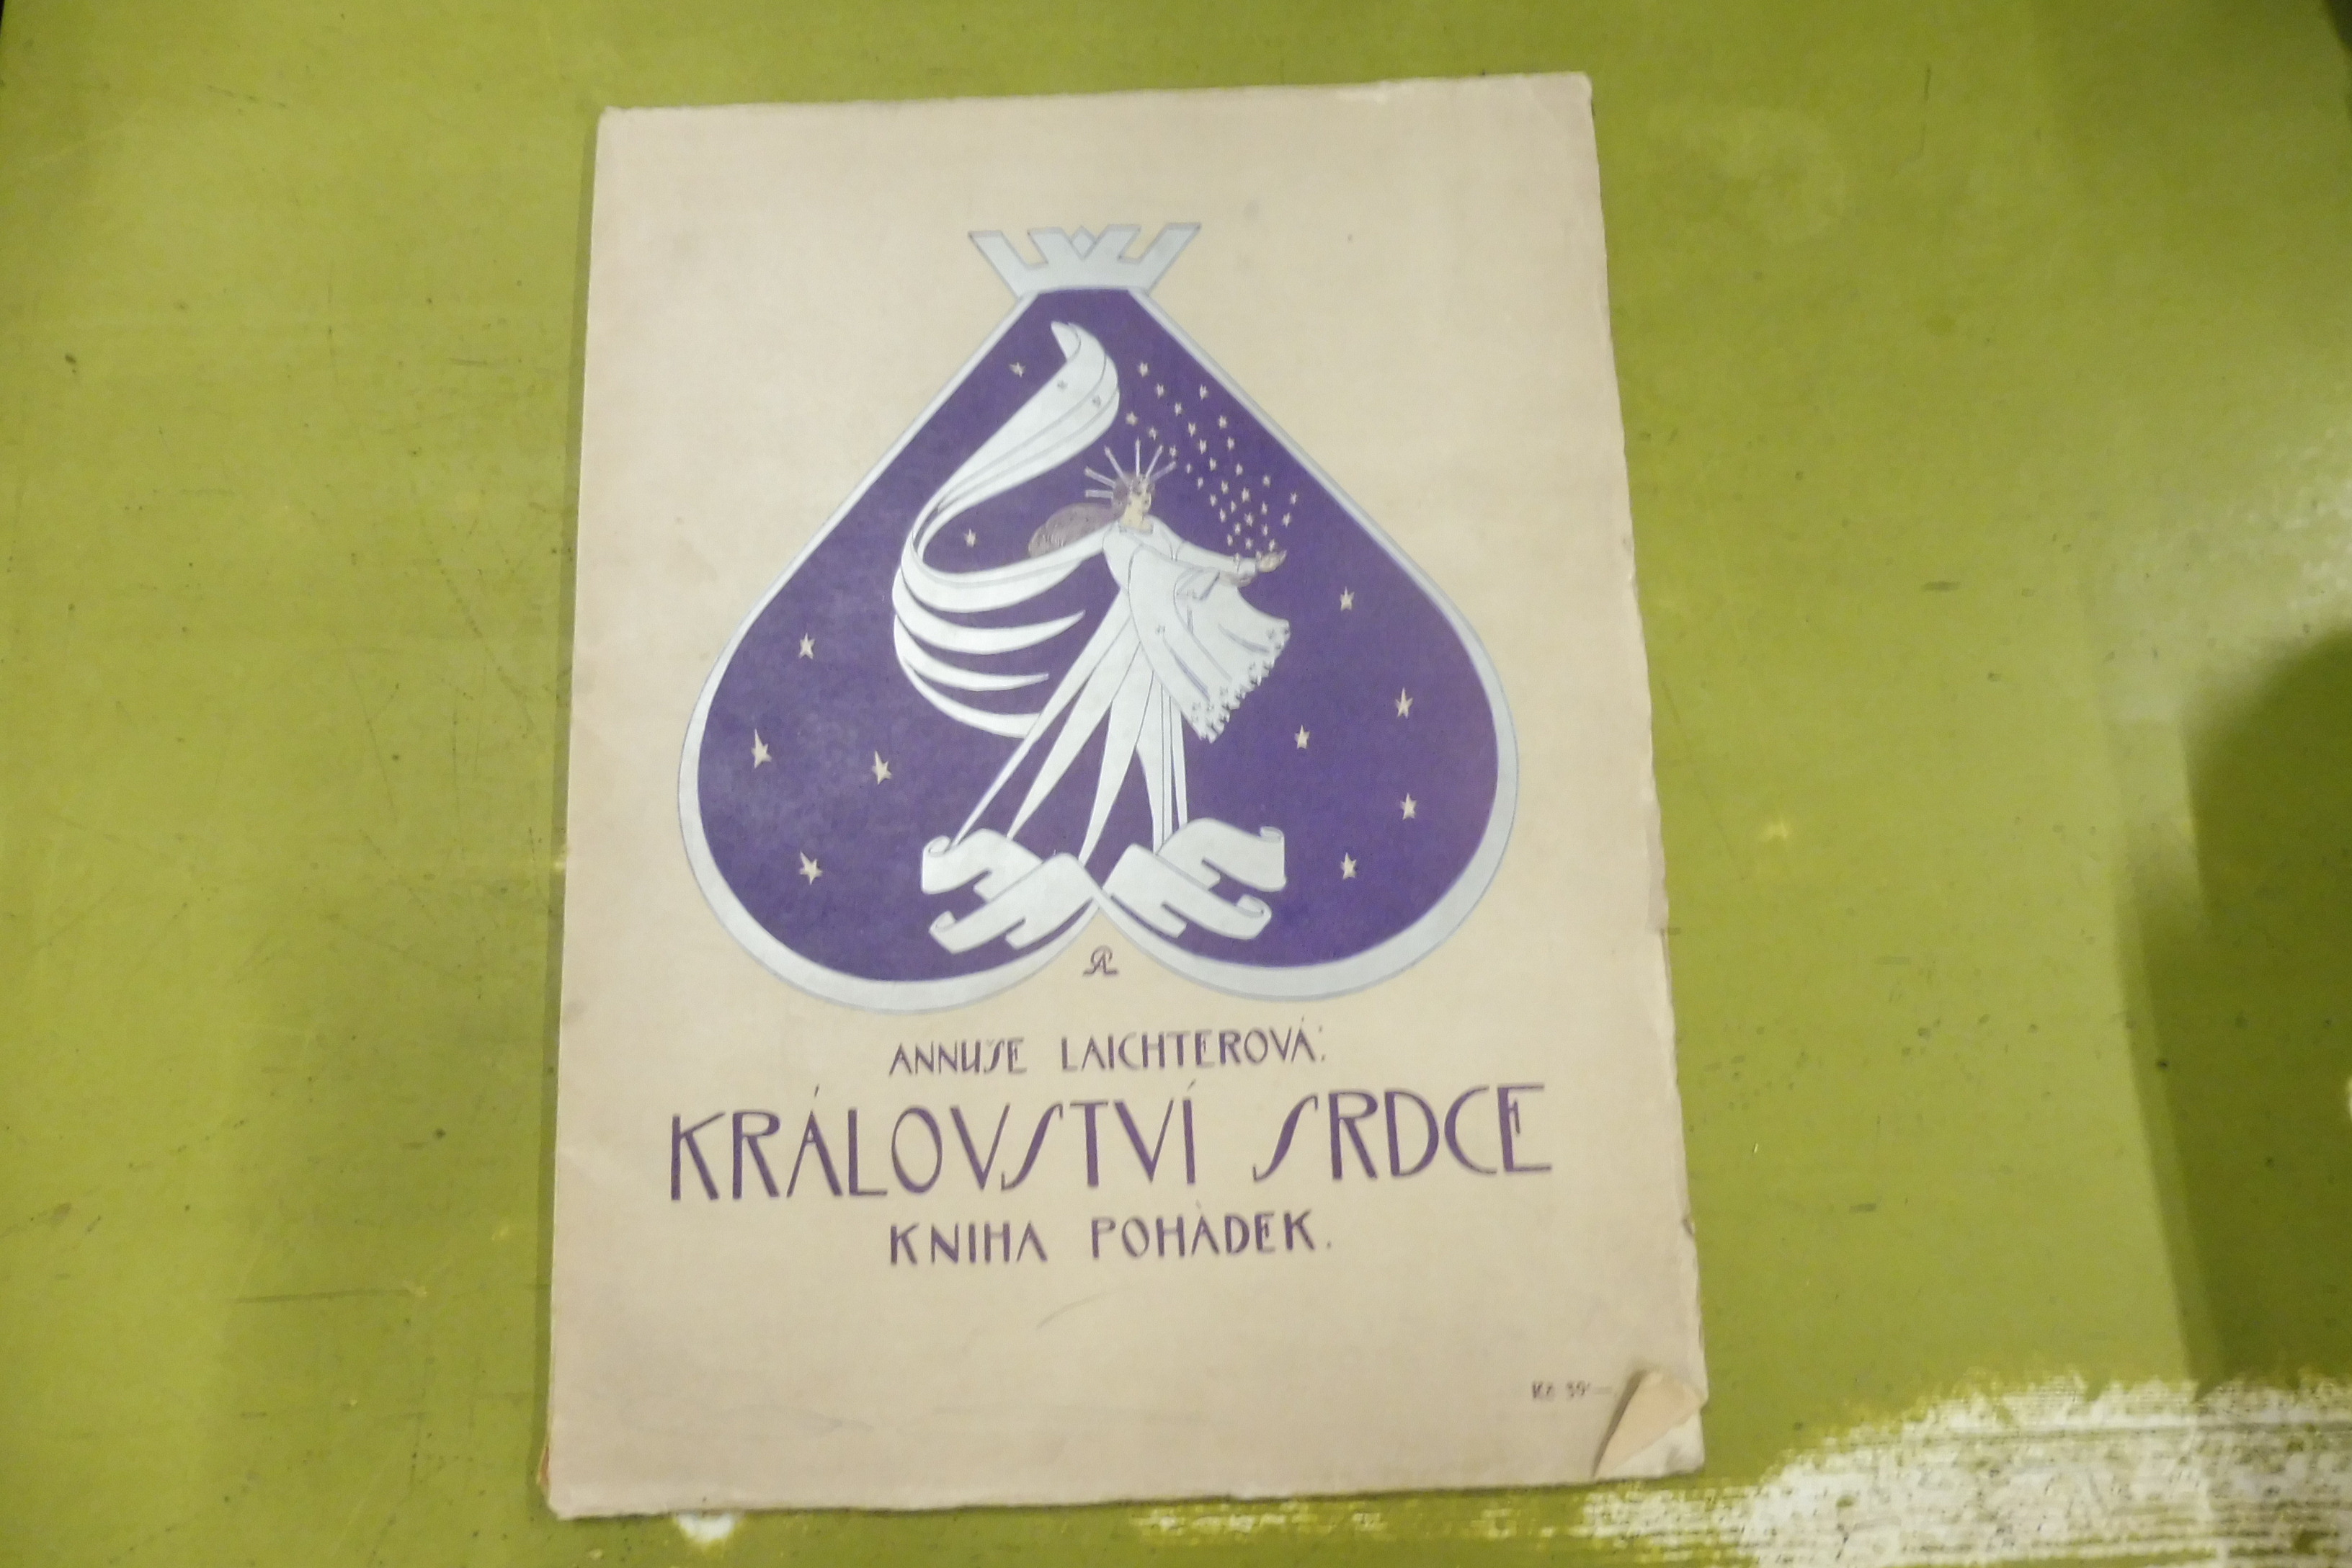 ANNUŠE LAICHTEROVÁ:
KRÁLOVSTVÍ SRDCE
KNIHA POHÁDEK.